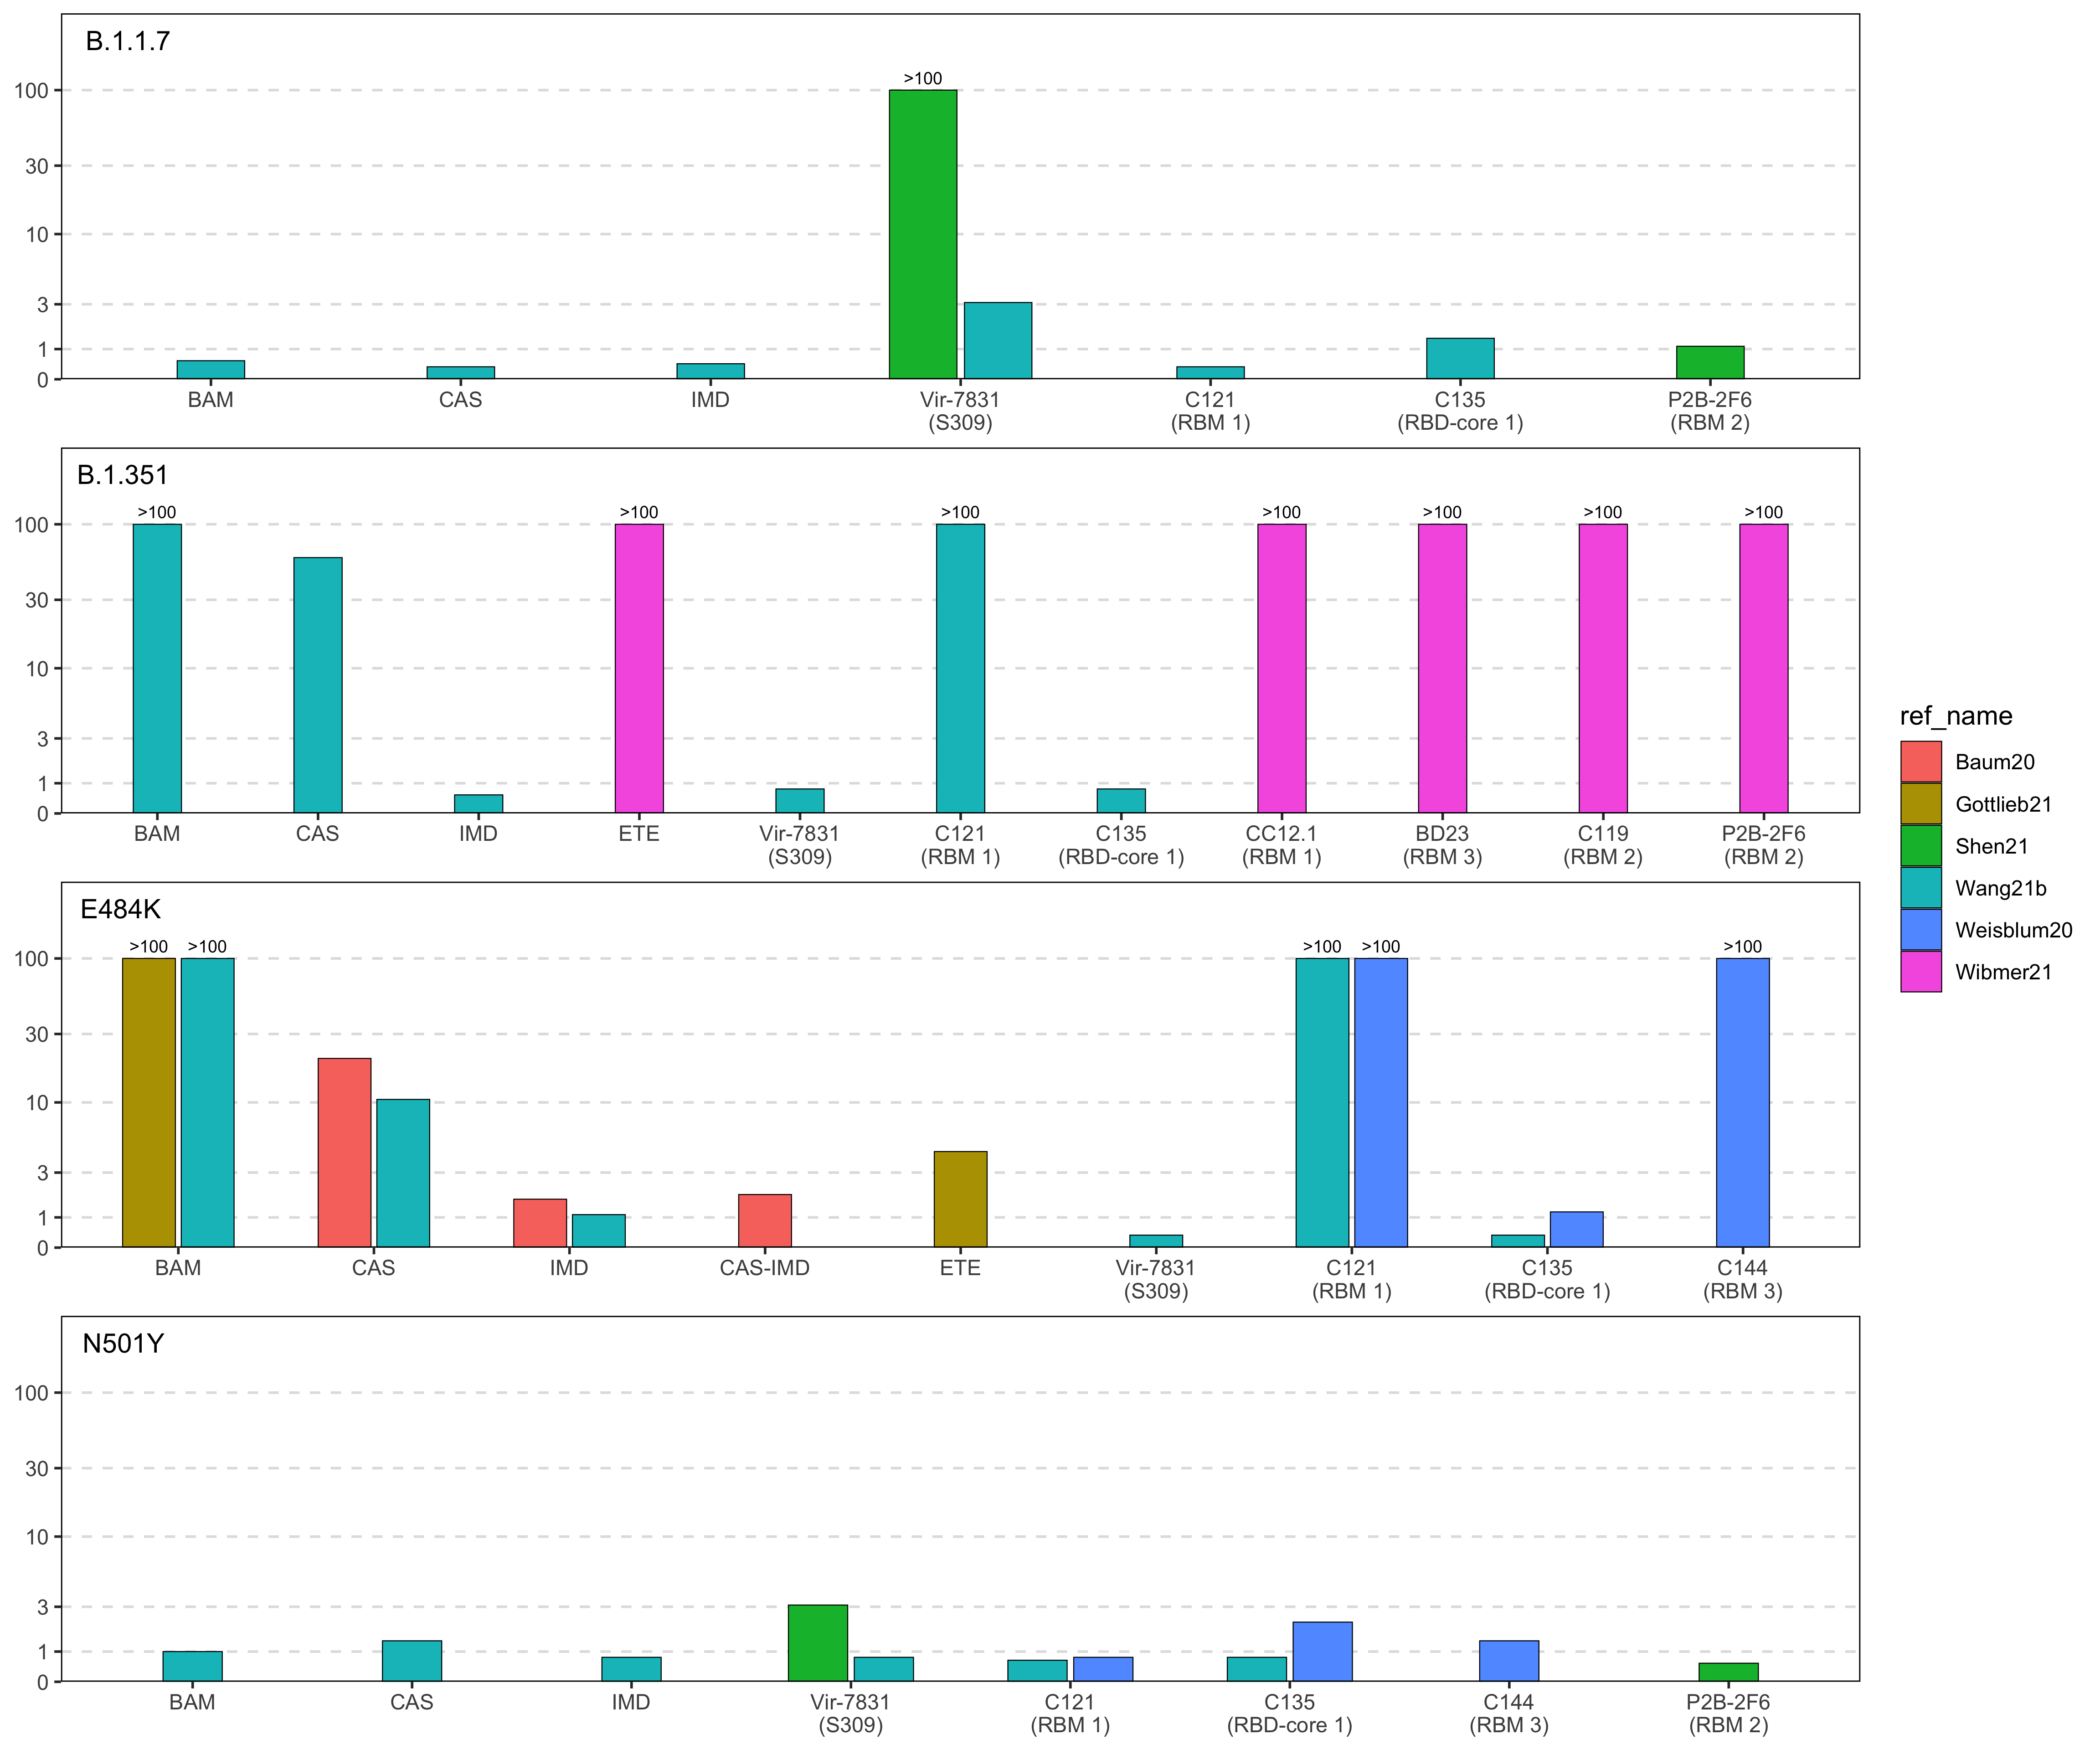 B.1.1.7
100
30
10
3
1
0
>100
BAM
CAS
IMD
Vir-7831
(S309)
C121
(RBM 1)
C135
(RBD-core 1)
P2B-2F6
(RBM 2)
B.1.351
100
30
10
3
1
0
>100
>100
>100
>100
>100
>100
>100
BAM
CAS
IMD
ETE
Vir-7831
(S309)
C121
(RBM 1)
C135
(RBD-core 1)
CC12.1
(RBM 1)
BD23
(RBM 3)
C119
(RBM 2)
P2B-2F6
(RBM 2)
E484K
100
30
10
3
1
0
>100
>100
>100
>100
>100
BAM
CAS
IMD
CAS-IMD
ETE
Vir-7831
(S309)
C121
(RBM 1)
C135
(RBD-core 1)
C144
(RBM 3)
N501Y
100
30
10
3
1
0
BAM
CAS
IMD
Vir-7831
(S309)
C121
(RBM 1)
C135
(RBD-core 1)
C144
(RBM 3)
P2B-2F6
(RBM 2)
ref_name
Baum20
Gottlieb21
Shen21
Wang21b
Weisblum20
Wibmer21